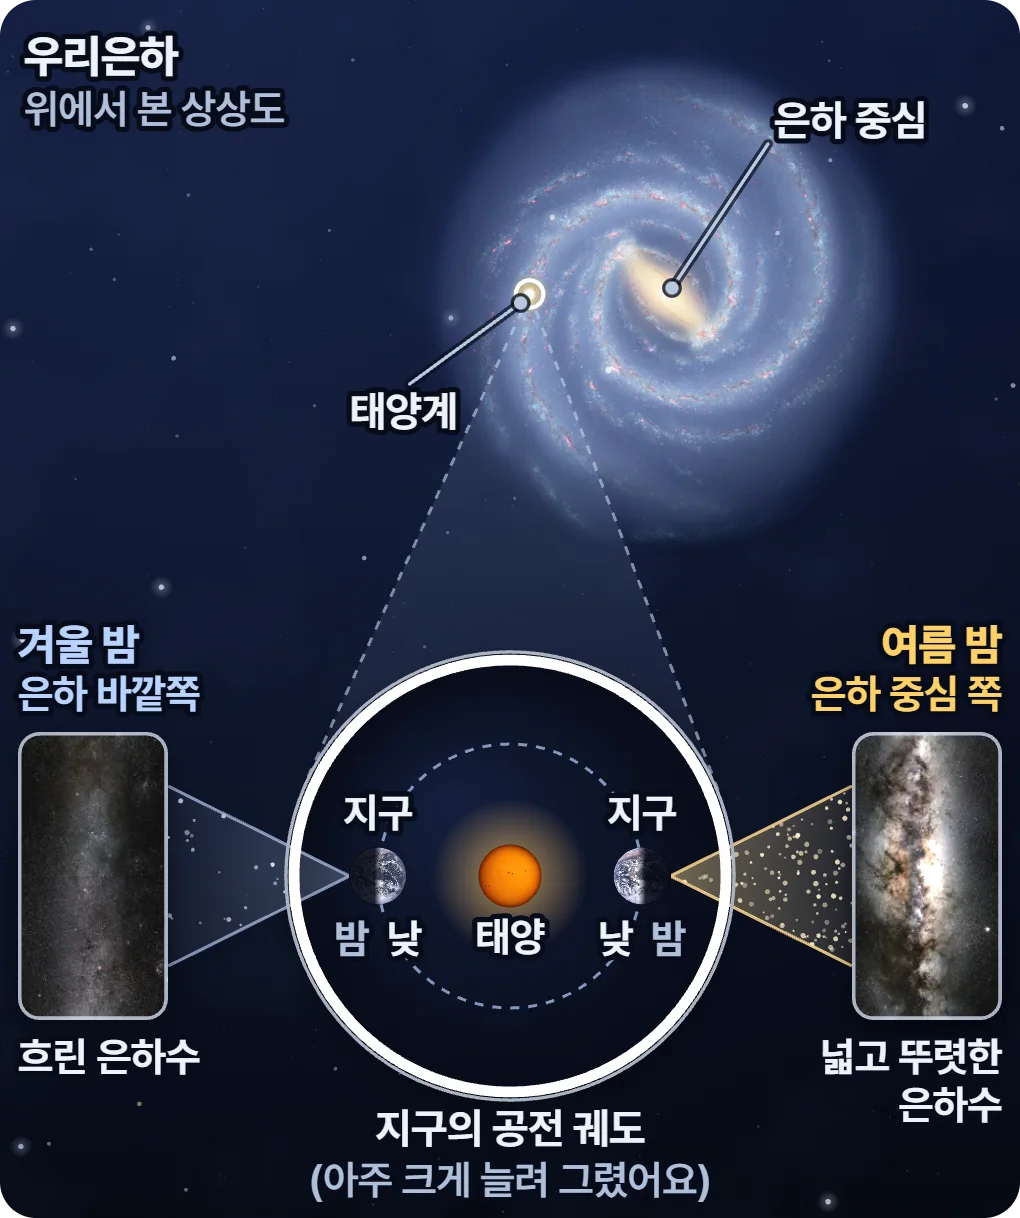 우리은하
위에서 본 상상도
은하 중심
태양계
겨울 밤
은하 바깥쪽
여름 밤
은하 중심 쪽
지구
지구
밤 낮
태양
낮 밤
흐린 은하수
넓고 뚜렷한
은하수
지구의 공전 궤도
(아주 크게 늘려 그렸어요)